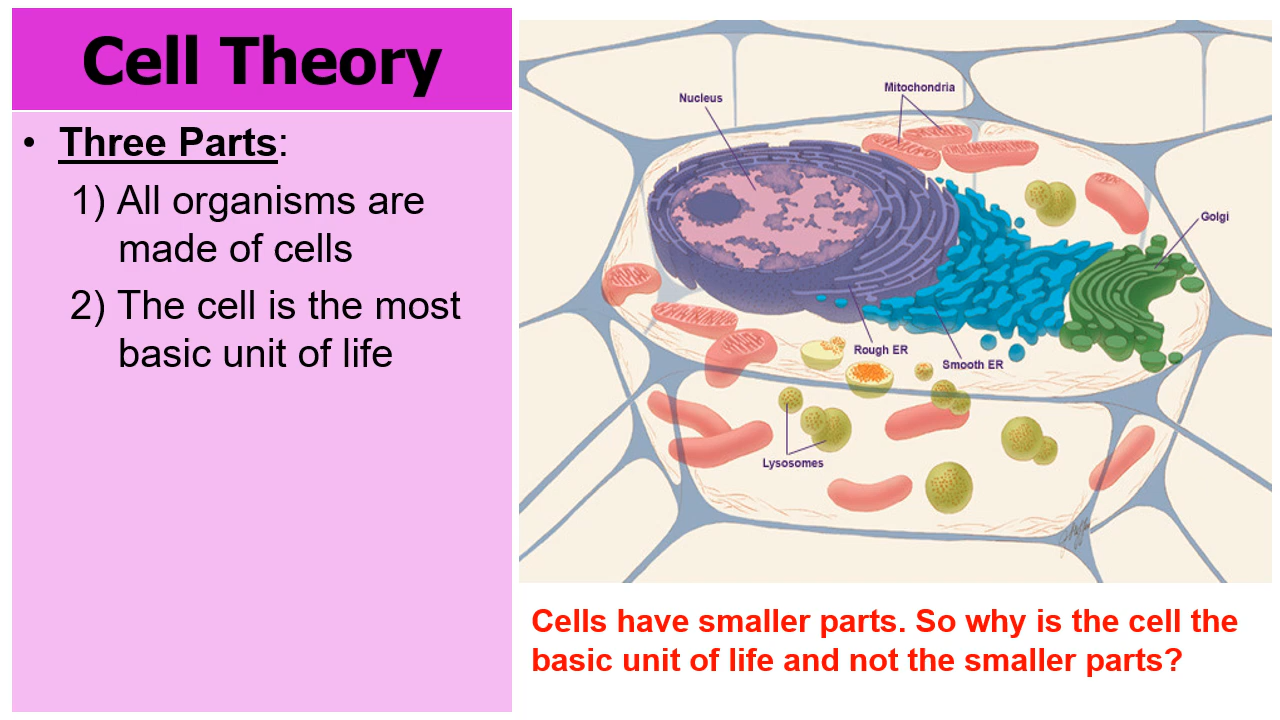 Cell Theory
• Three Parts:
1) All organisms are
made of cells
2) The cell is the most
basic unit of life
Nucleus
Mitochondria
Golgi
Rough ER
Smooth ER
Lysosomes
Cells have smaller parts. So why is the cell the
basic unit of life and not the smaller parts?